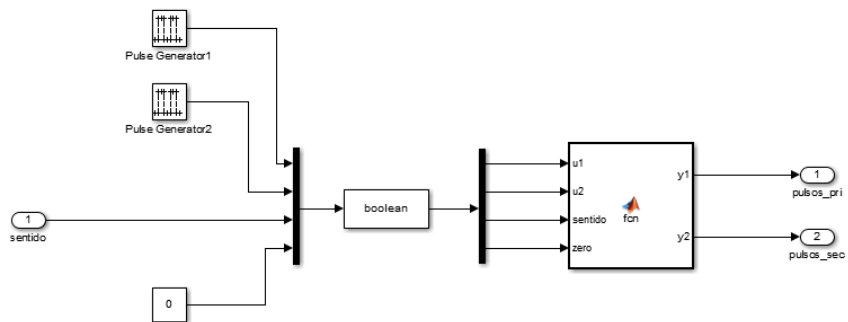 Pulse Generator1
Pulse Generator2
1
sentido
0
boolean
u1
u2
sentido
zero
fcn
y1
y2
1
pulsos_pri
2
pulsos_sec